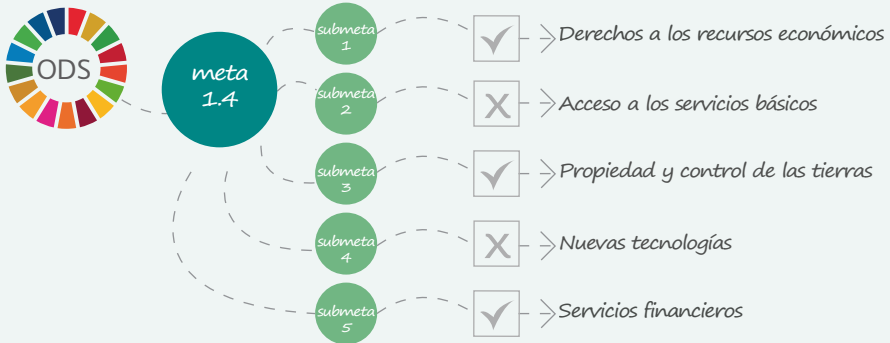 ODS
meta
1.4
submeta
1
Derechos a los recursos económicos
submeta
2
X
Acceso a los servicios básicos
submeta
3
Propiedad y control de las tierras
submeta
4
X
Nuevas tecnologías
submeta
5
Servicios financieros